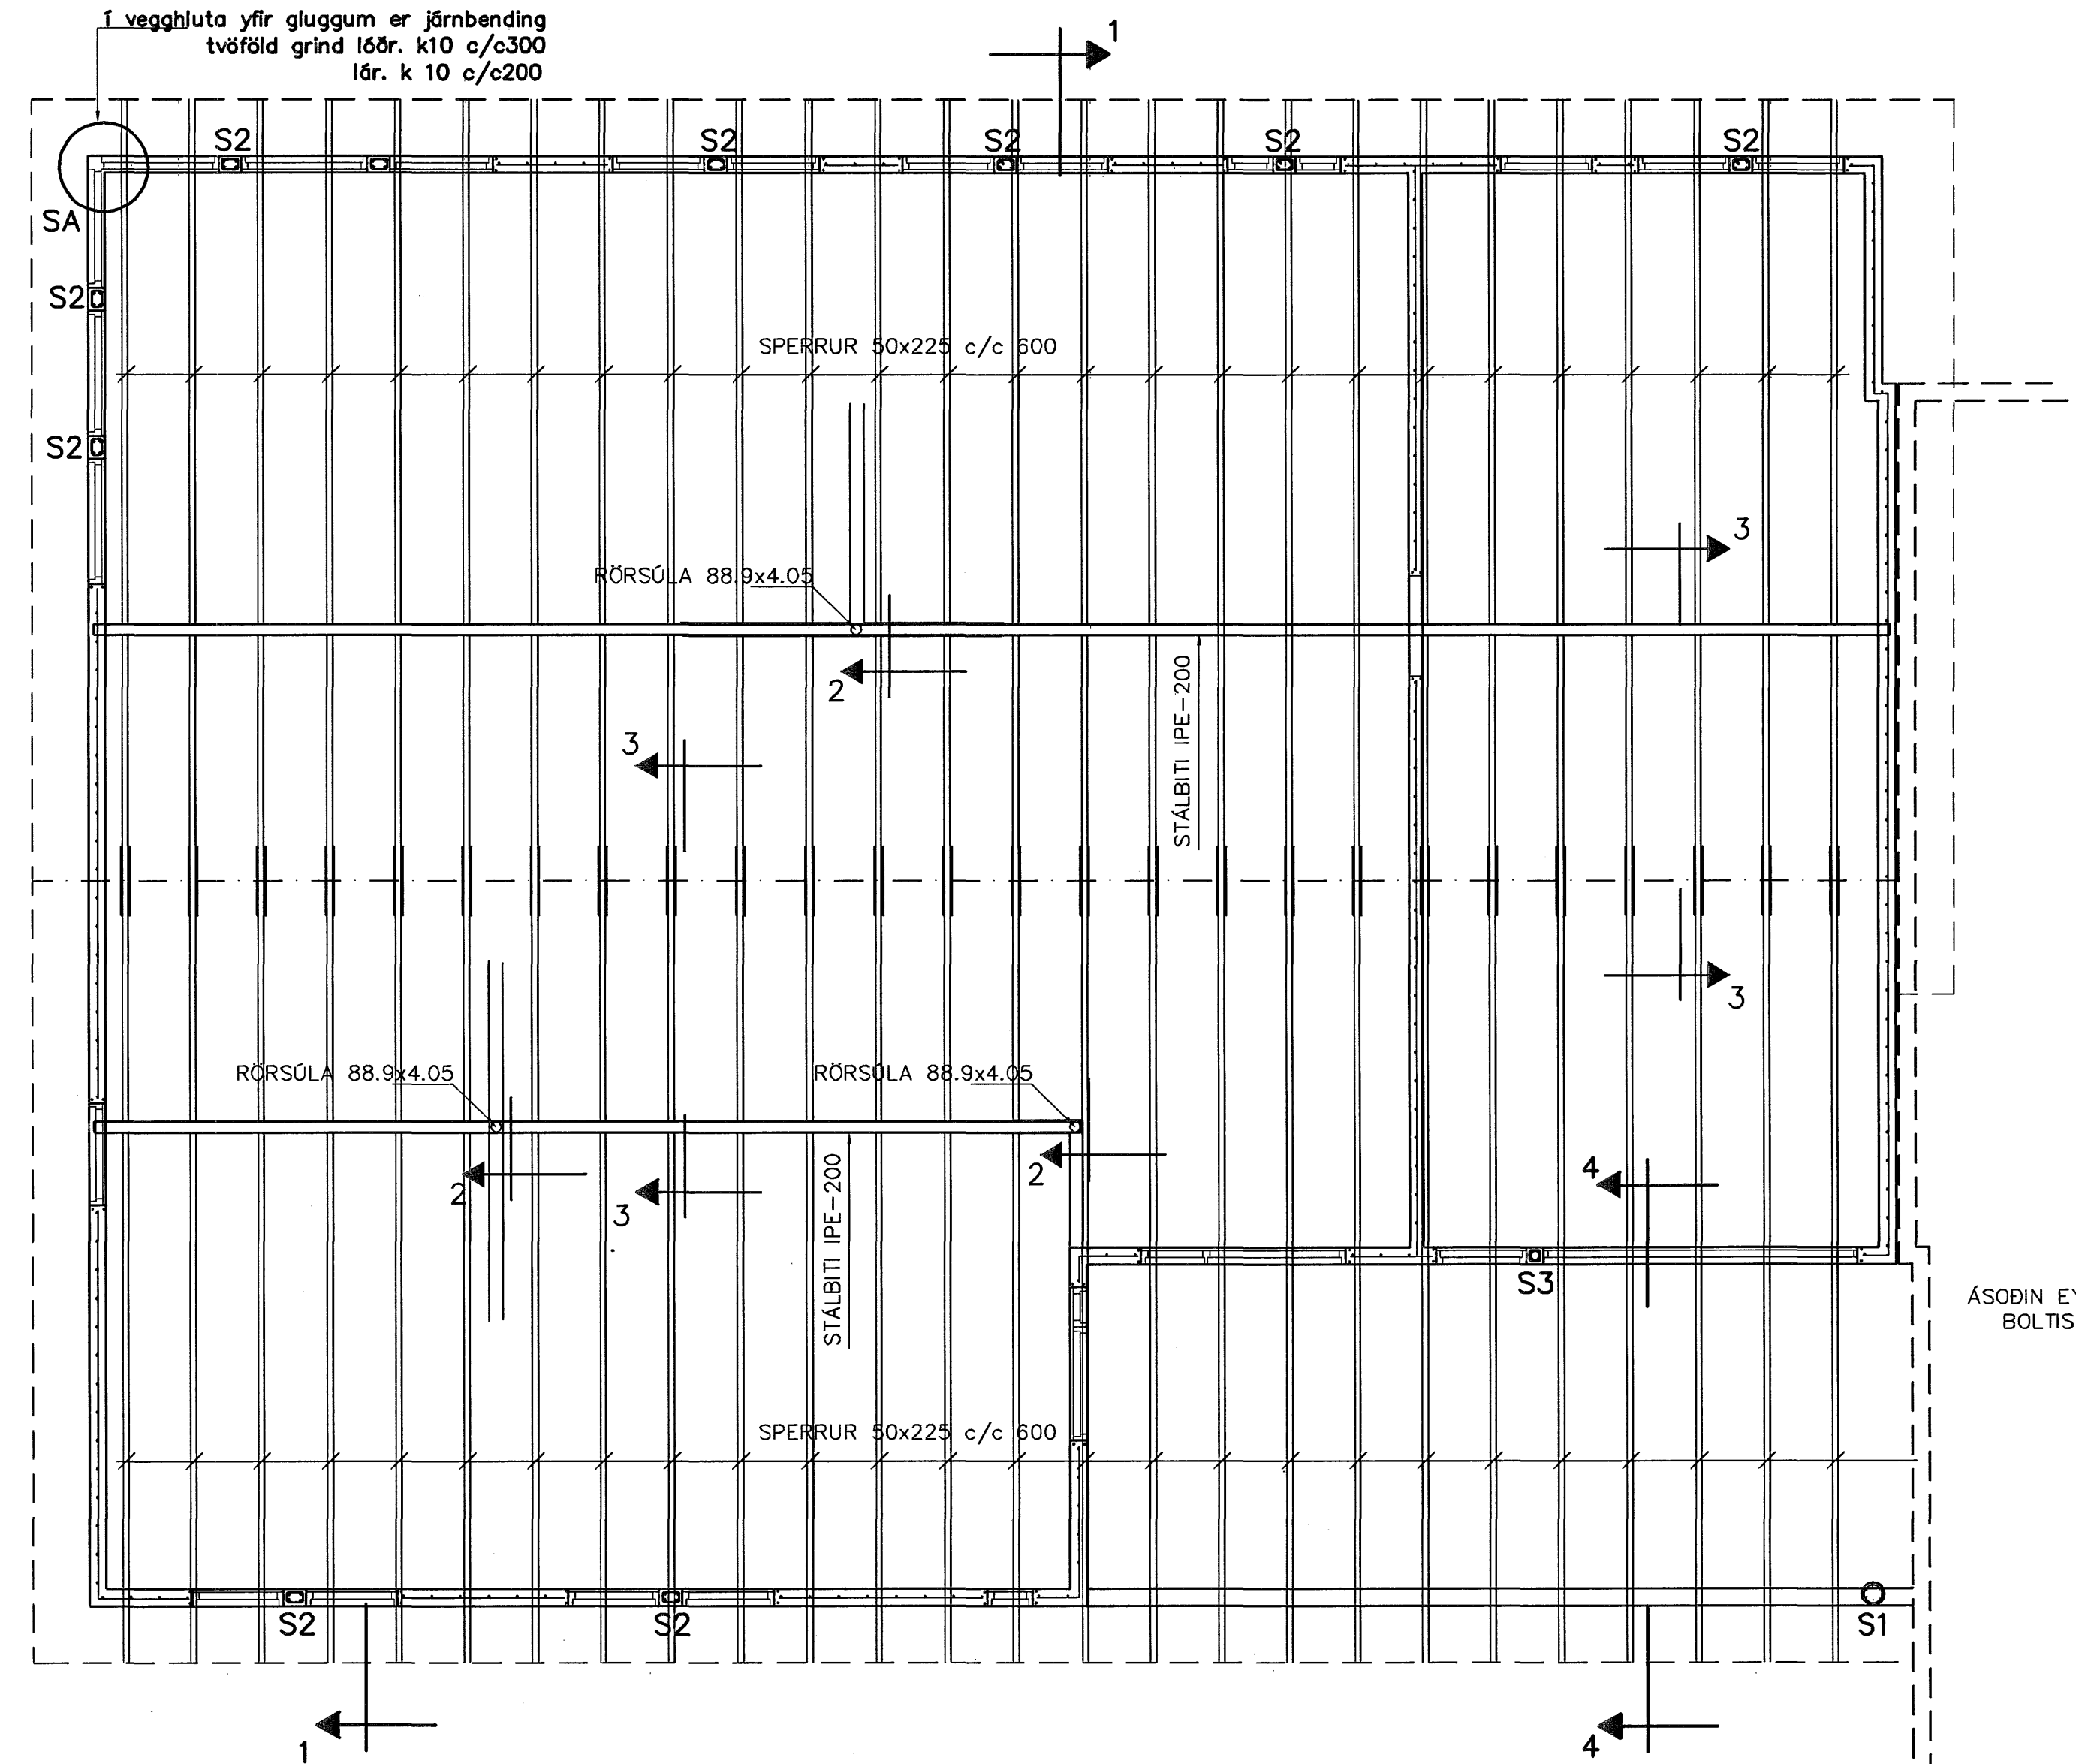 í vegghluta yfir gluggum er járnbending
tvöföld grind lóðr. k10 c/c300
lár. k 10 c/c200
1
S2
S2
S2
S2
S2
SA
S2
SPERRUR 50x225 c/c 600
S2
3
RÖRSÚLA 88.9x4.05
2
STÁLBITI IPE-200
3
3
RÖRSÚLA 88.9x4.05
RÖRSÚLA 88.9x4.05
2
2
3
4
STÁLBITI IPE-200
S3
ÁSOÐIN
BOLTIS
SPERRUR 50x225 c/c 600
S2
S2
S1
1
4